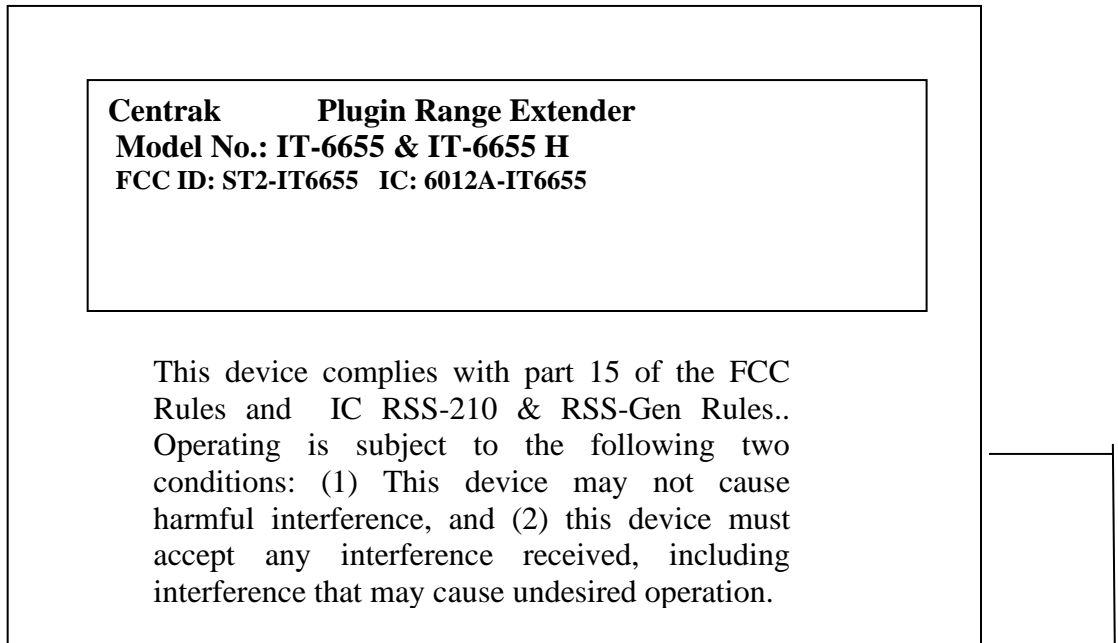 Centrak Plugin Range Extender
Model No.: IT-6655 & IT-6655 H
FCC ID: ST2-IT6655 IC: 6012A-IT6655
This device complies with part 15 of the FCC
Rules and IC RSS-210 & RSS-Gen Rules..
Operating is subject to the following two
conditions: (1) This device may not cause
harmful interference, and (2) this device must
accept any interference received, including
interference that may cause undesired operation.